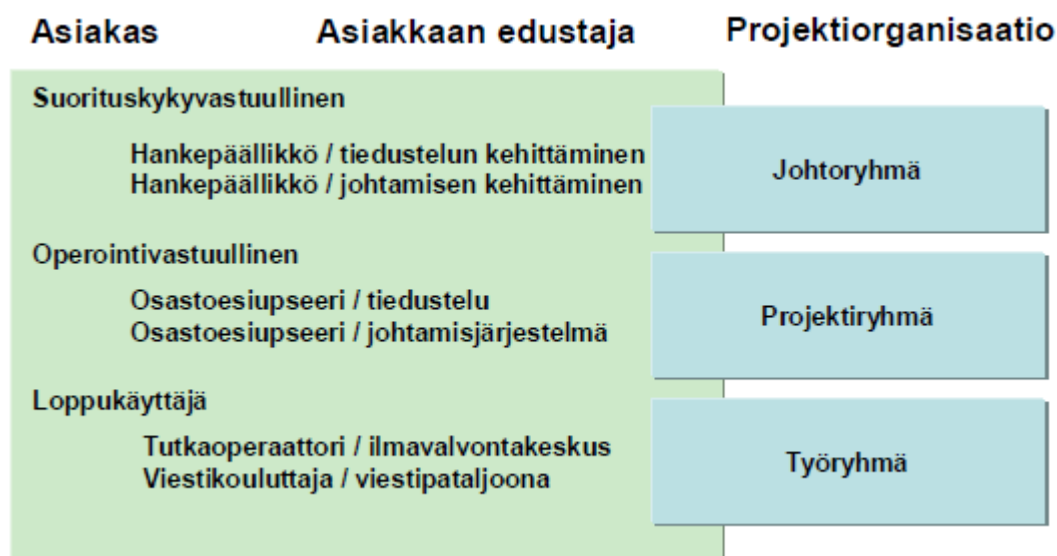 Asiakas Asiakkaan edustaja Projektiorganisaatio
Suorituskykyvastuullinen
Hankepäällikkö / tiedustelun kehittäminen
Hankepäällikkö / johtamisen kehittäminen
Johtoryhmä
Operointivastuullinen
Osastoesiupseeri / tiedustelu
Osastoesiupseeri / johtamisjärjestelmä
Projektiryhmä
Loppukäyttäjä
Tutkaoperaattori / ilmavalvontakeskus
Viestikouluttaja / viestipataljoona
Työryhmä